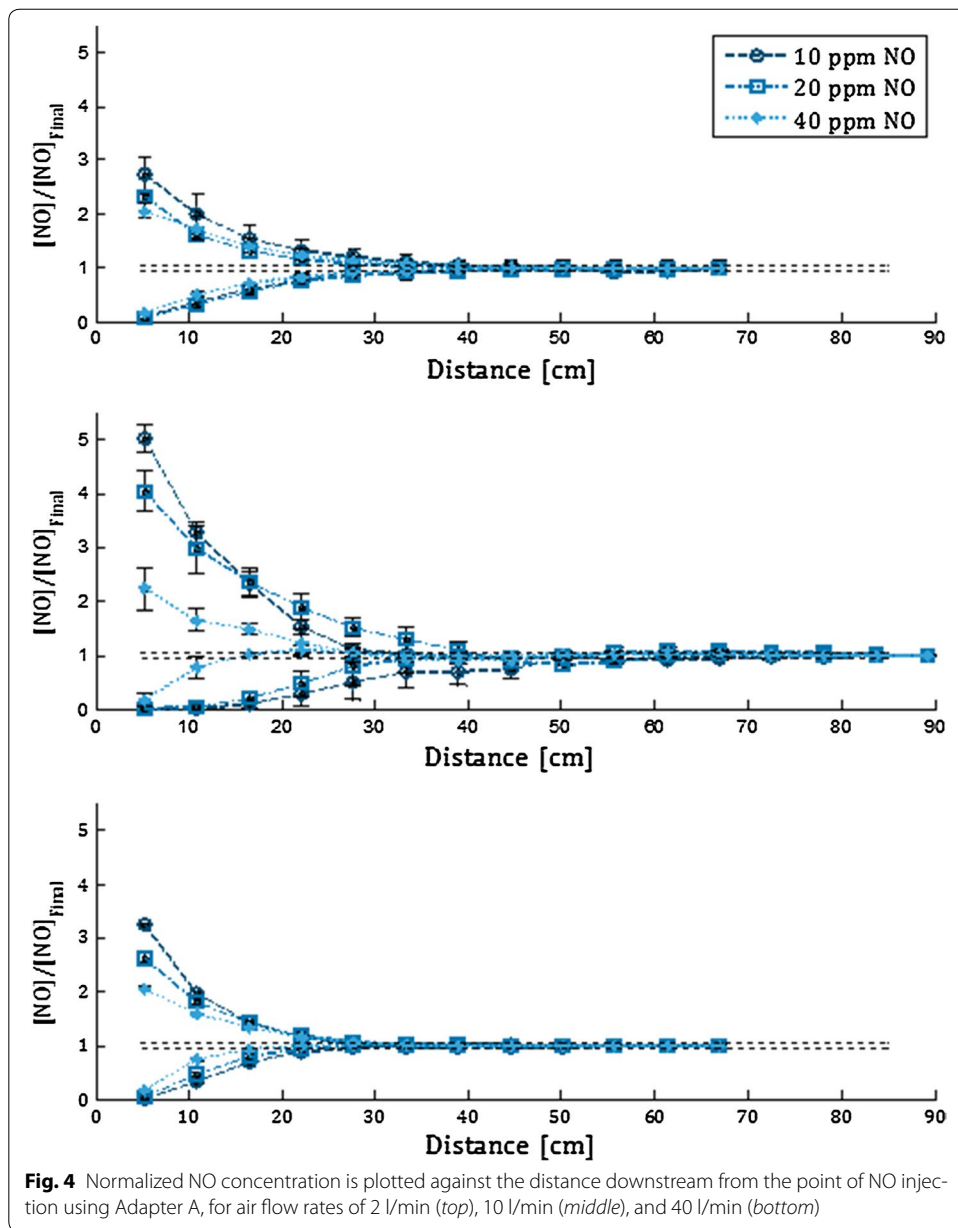 5
4
3
2
1
0
[NO]/[NO]Final
10 ppm NO
20 ppm NO
40 ppm NO
0 10 20 30 40 50 60 70 80 90
Distance [cm]
5
4
3
2
1
0
[NO]/[NO]Final
0 10 20 30 40 50 60 70 80 90
Distance [cm]
5
4
3
2
1
0
[NO]/[NO]Final
0 10 20 30 40 50 60 70 80 90
Distance [cm]
Fig. 4 Normalized NO concentration is plotted against the distance downstream from the point of NO injec-
tion using Adapter A, for air flow rates of 2 l/min (top), 10 l/min (middle), and 40 l/min (bottom)